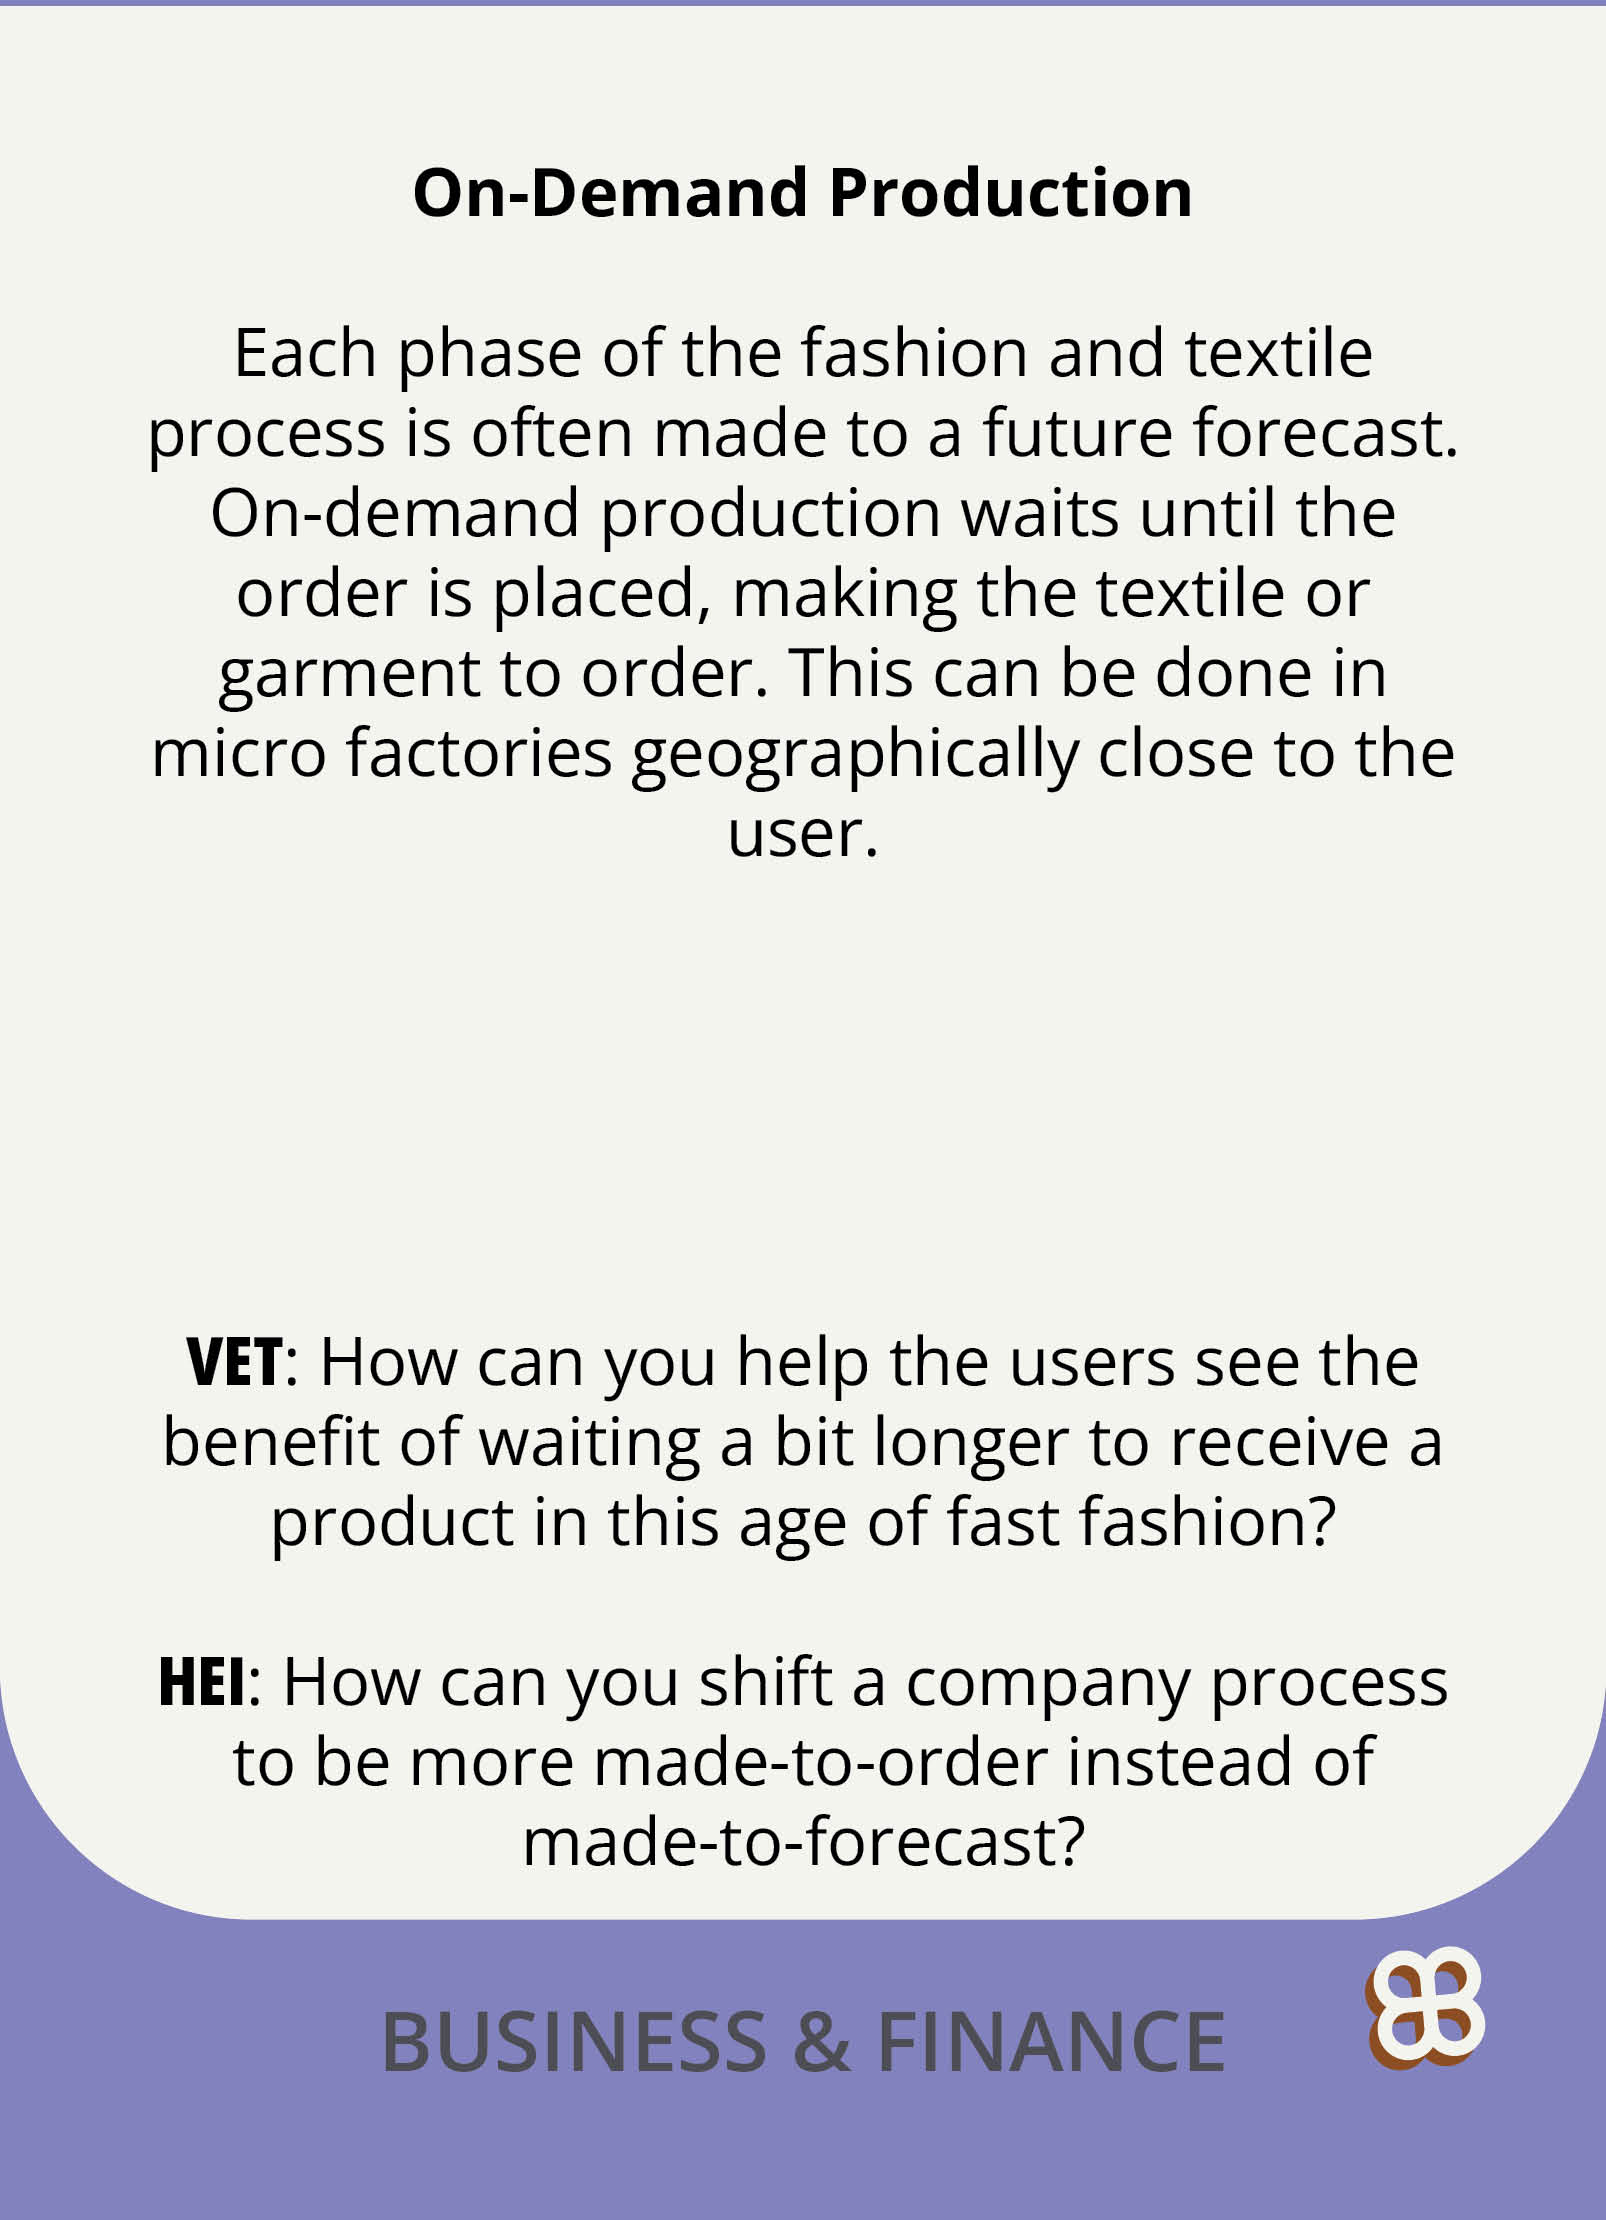 On-Demand Production
Each phase of the fashion and textile
process is often made to a future forecast.
On-demand production waits until the
order is placed, making the textile or
garment to order. This can be done in
micro factories geographically close to the
user.
VET: How can you help the users see the
benefit of waiting a bit longer to receive a
product in this age of fast fashion?
HEI: How can you shift a company process
to be more made-to-order instead of
made-to-forecast?
BUSINESS & FINANCE